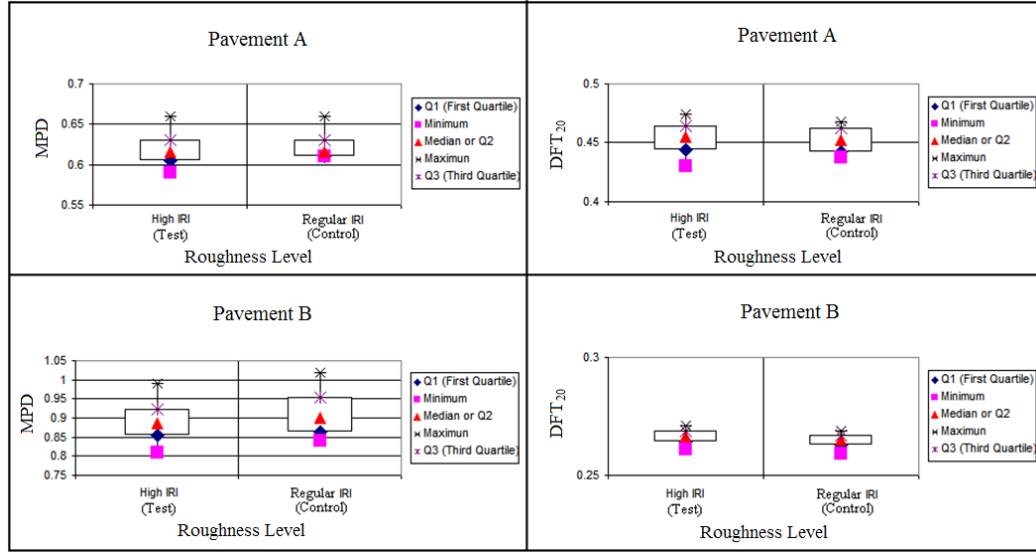 Pavement A
MPD
0.7
0.65
0.6
0.55
High IRI
(Test)
Regular IRI
(Control)
Roughness Level
Q1 (First Quartile)
Minimum
Median or Q2
Maximun
Q3 (Third Quartile)
Pavement A
DFT20
0.5
0.45
0.4
High IRI
(Test)
Regular IRI
(Control)
Roughness Level
Q1 (First Quartile)
Minimum
Median or Q2
Maximun
Q3 (Third Quartile)
Pavement B
MPD
1.05
1
0.95
0.9
0.85
0.8
0.75
High IRI
(Test)
Regular IRI
(Control)
Roughness Level
Q1 (First Quartile)
Minimum
Median or Q2
Maximun
Q3 (Third Quartile)
Pavement B
DFT20
0.3
0.25
High IRI
(Test)
Regular IRI
(Control)
Roughness Level
Q1 (First Quartile)
Minimum
Median or Q2
Maximun
Q3 (Third Quartile)